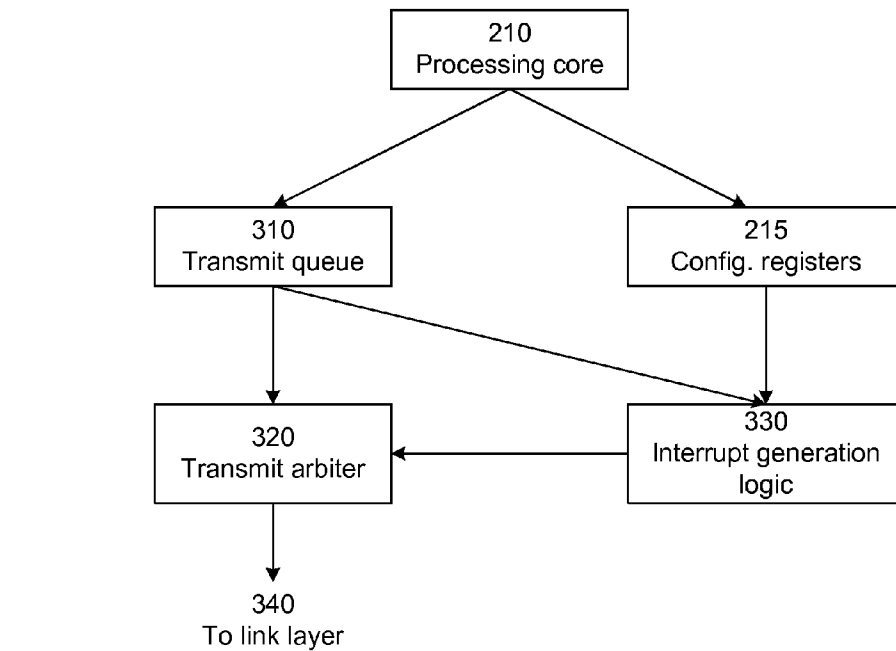 210
Processing core
310
Transmit queue
215
Config. registers
320
Transmit arbiter
330
Interrupt generation
logic
340
To link layer